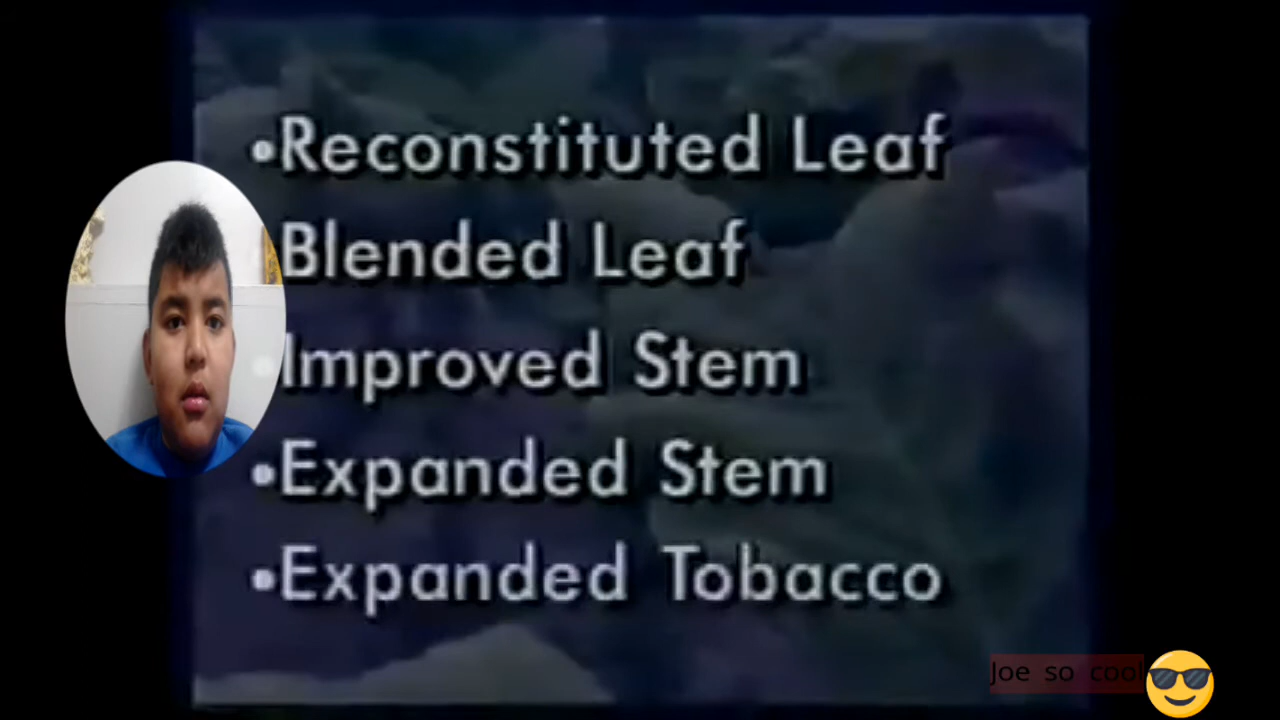 •Reconstituted Leaf
Blended Leaf
Improved Stem
•Expanded Stem
•Expanded Tobacco
Joe so cool